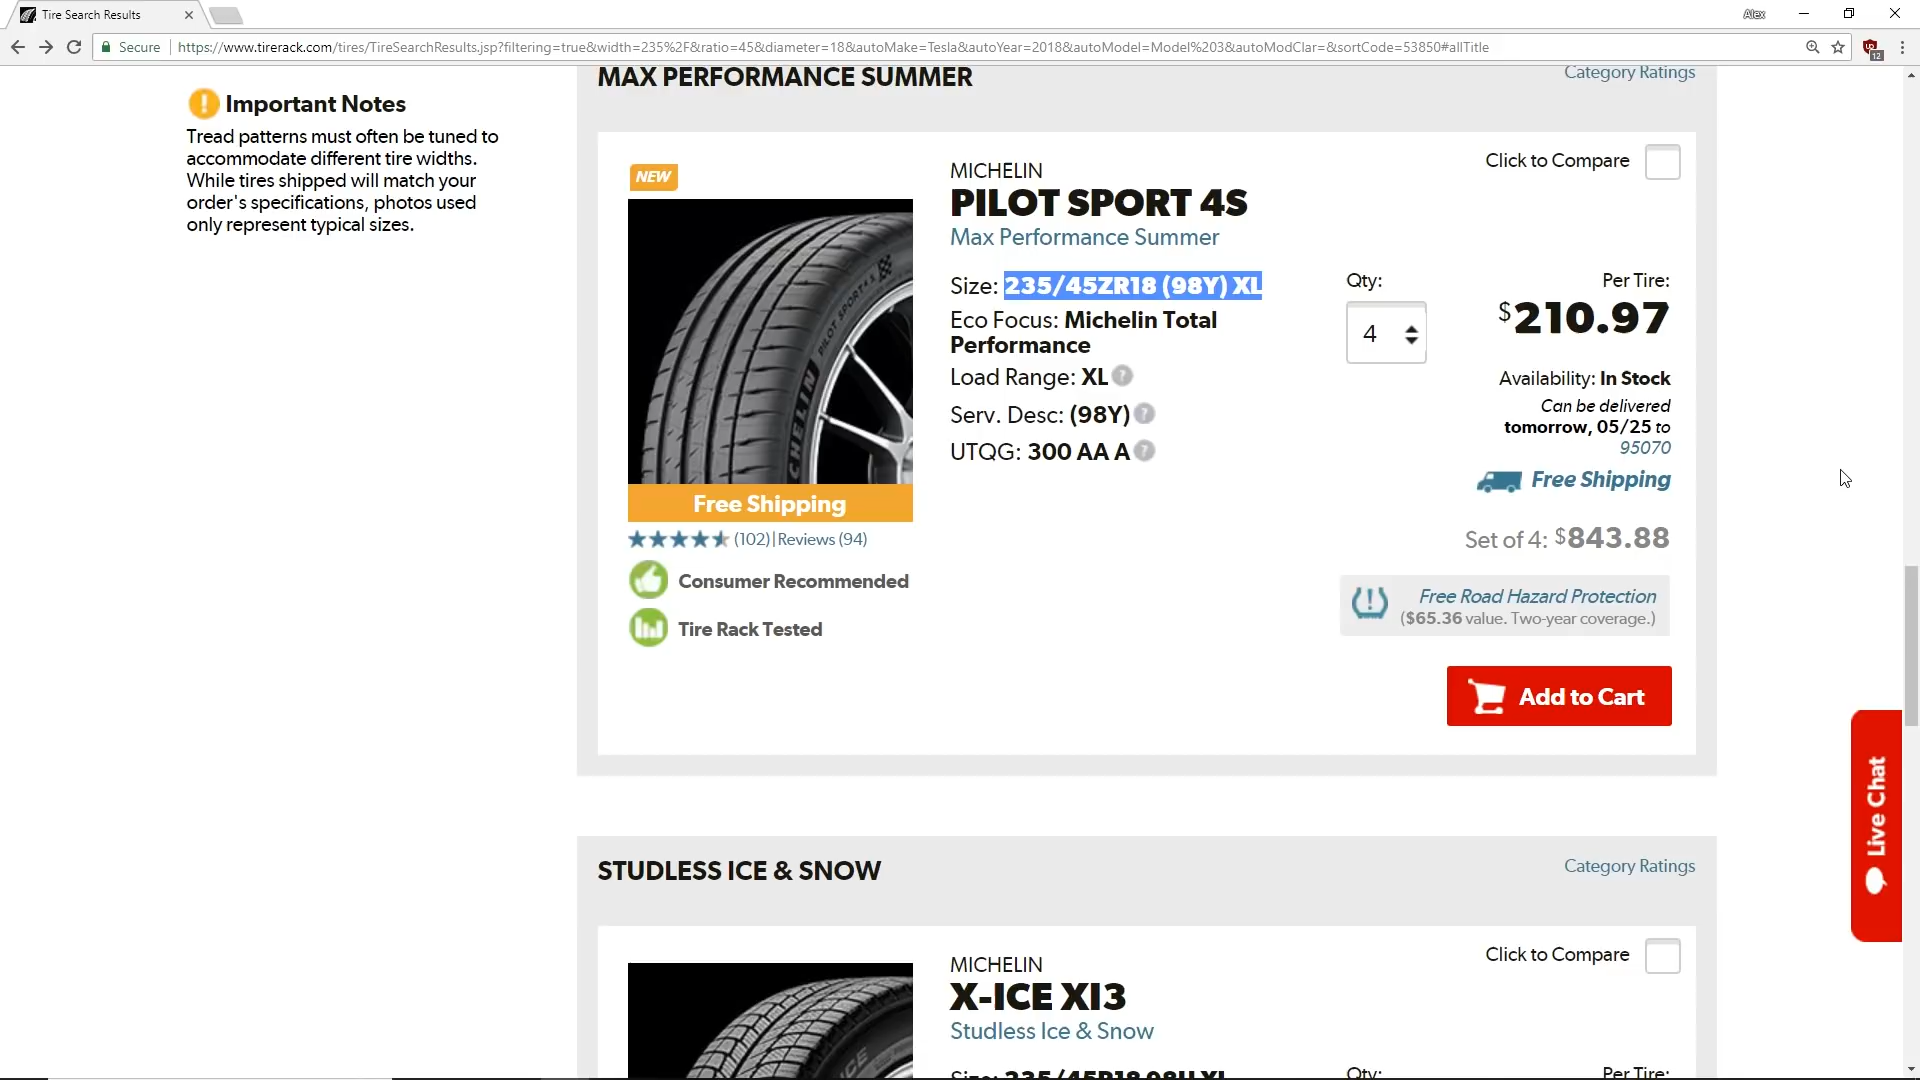 Tire Search Results
Alex
Secure
https://www.tirerack.com/tires/TireSearchResults.jsp?filtering=true&width=235%2F&ratio=45&diameter=18&autoMake=Tesla&autoYear=2018&autoModel=Model%203&autoModClar=&sortCode=53850#allTitle
12
MAX PERFORMANCE SUMMER
Category Ratings
Important Notes
Tread patterns must often be tuned to
accommodate different tire widths.
While tires shipped will match your
order's specifications, photos used
only represent typical sizes.
NEW
PILOT SPORT 4S
Free Shipping
(102)|Reviews (94)
Consumer Recommended
Tire Rack Tested
MICHELIN
PILOT SPORT 4S
Max Performance Summer
Size: 235/45ZR18 (98Y) XL
Eco Focus: Michelin Total
Performance
Load Range: XL ?
Serv. Desc: (98Y) ?
UTQG: 300 AA A ?
Click to Compare
Qty:
4
Per Tire:
$210.97
Availability: In Stock
Can be delivered
tomorrow, 05/25 to
95070
Free Shipping
Set of 4: $843.88
Free Road Hazard Protection
($65.36 value. Two-year coverage.)
Add to Cart
Live Chat
STUDLESS ICE & SNOW
Category Ratings
MICHELIN
X-ICE XI3
Studless Ice & Snow
Size: 235/45R18 98H XL
Click to Compare
Qty:
Per Tire: